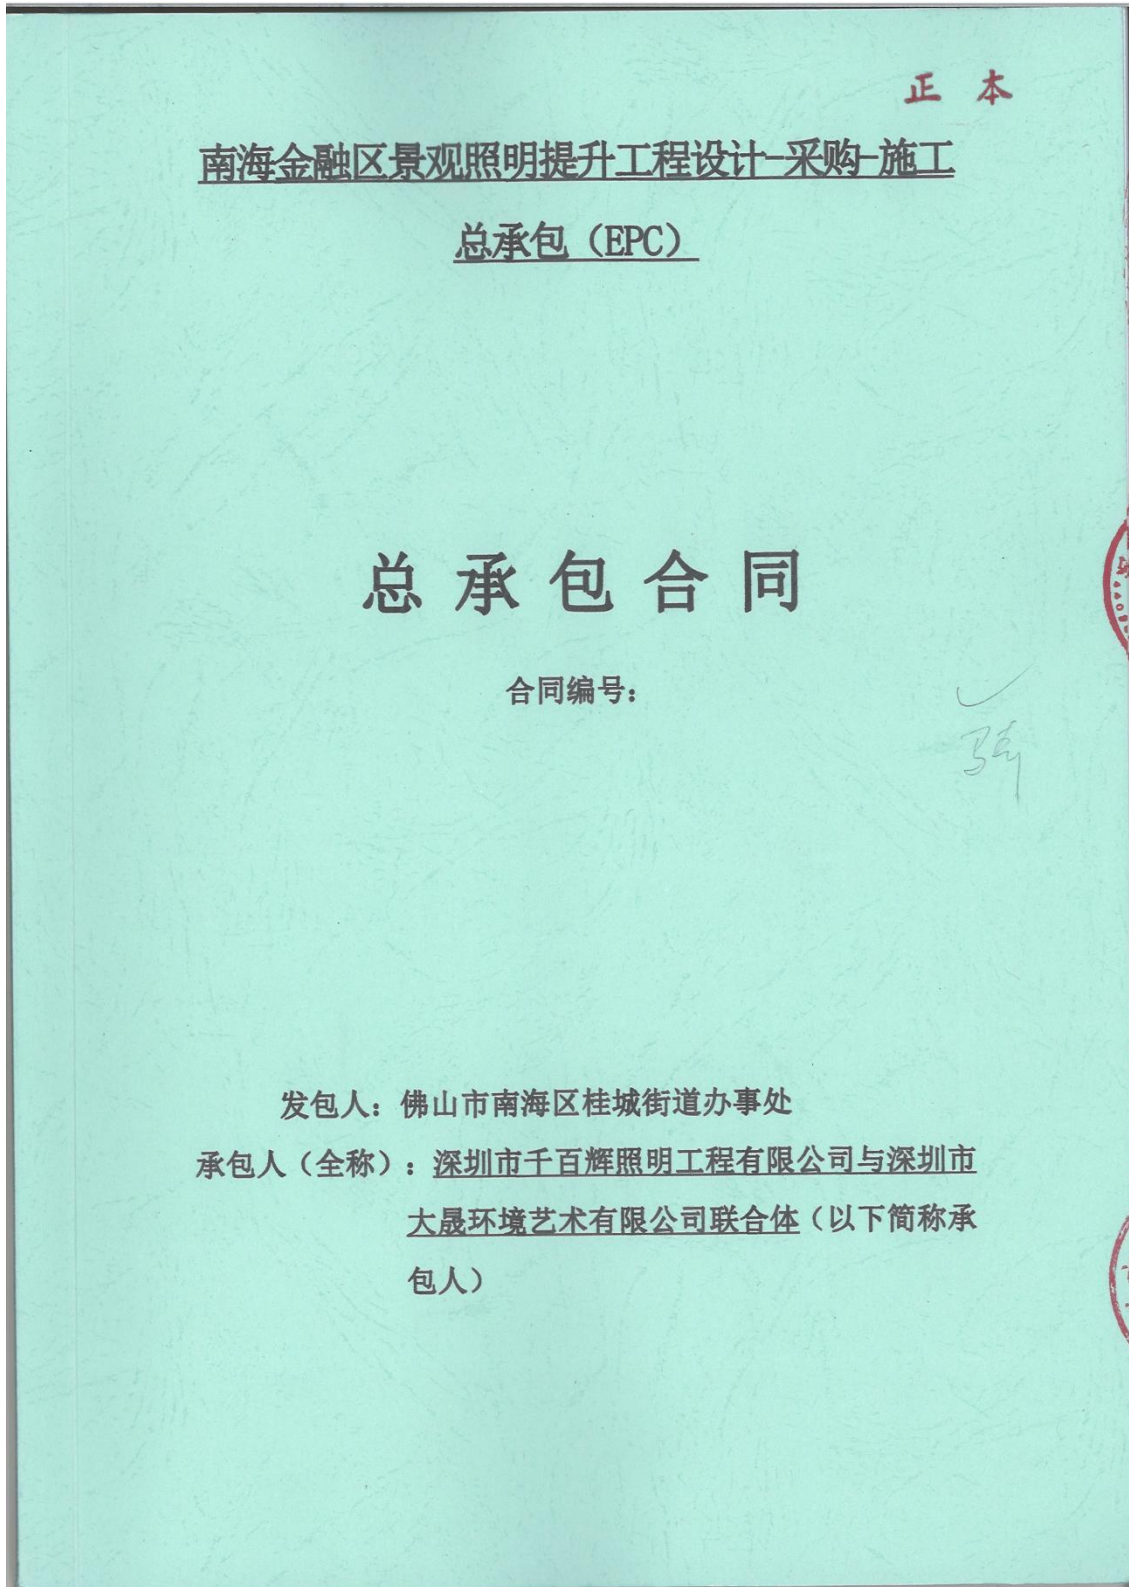 正 本
南海金融区景观照明提升工程设计-采购-施工
总承包（EPC）
总承包合同
合同编号：
发包人：佛山市南海区桂城街道办事处
承包人（全称）：深圳市千百辉照明工程有限公司与深圳市
大晟环境艺术有限公司联合体（以下简称承
包人）